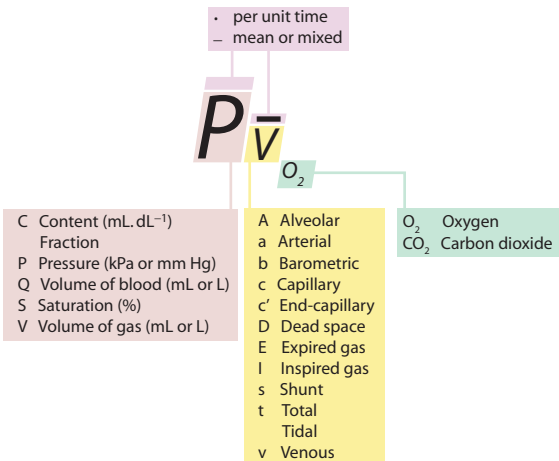 · per unit time
– mean or mixed
P v̄ O₂
C Content (mL.dL⁻¹)
Fraction
P Pressure (kPa or mm Hg)
Q Volume of blood (mL or L)
S Saturation (%)
V Volume of gas (mL or L)
A Alveolar
a Arterial
b Barometric
c Capillary
c’ End-capillary
D Dead space
E Expired gas
I Inspired gas
s Shunt
t Total
Tidal
v Venous
O₂ Oxygen
CO₂ Carbon dioxide